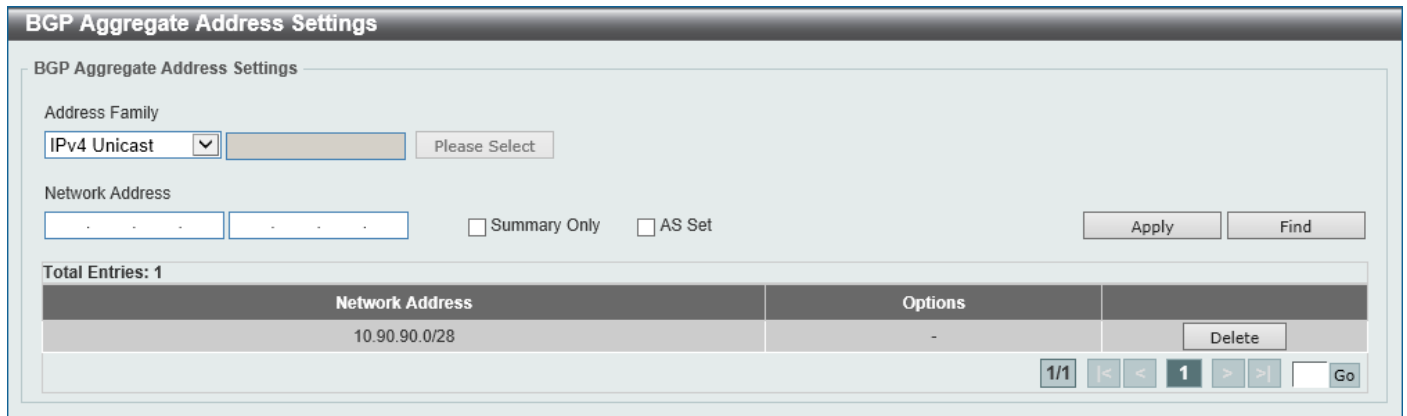 BGP Aggregate Address Settings
BGP Aggregate Address Settings
Address Family
IPv4 Unicast Please Select
Network Address
. . . . . . Summary Only AS Set Apply Find
Total Entries: 1
Network Address Options
10.90.90.0/28 - Delete
1/1 |< < 1 > >| Go